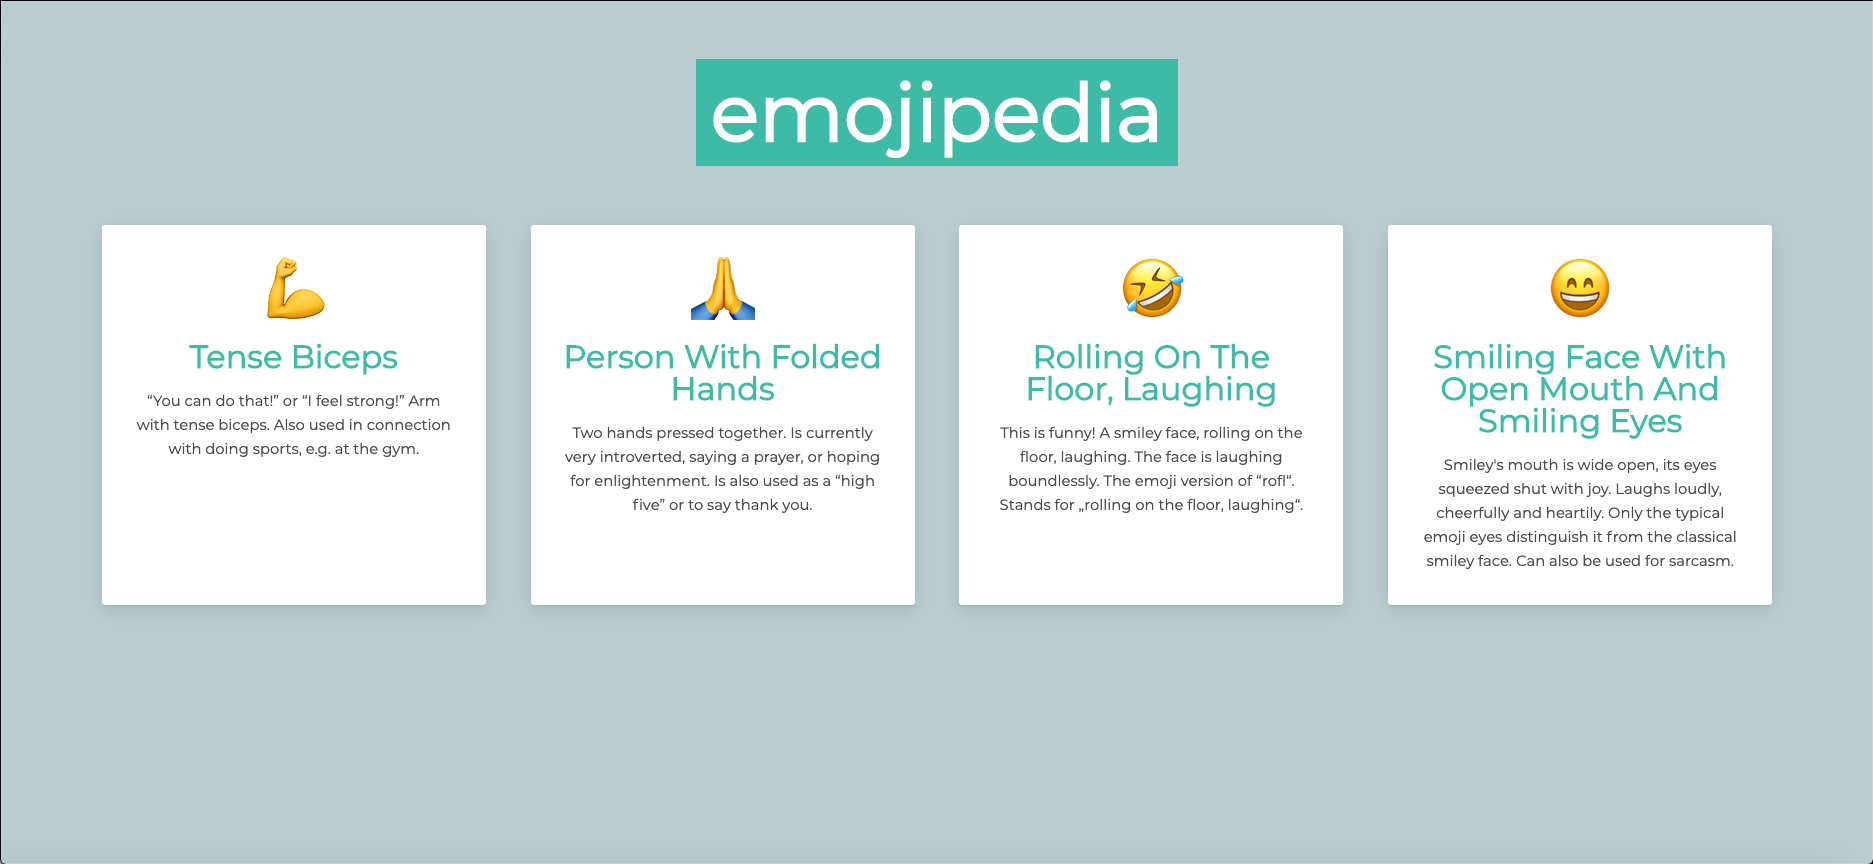 emojipedia
Tense Biceps
“You can do that!” or “I feel strong!” Arm
with tense biceps. Also used in connection
with doing sports, e.g. at the gym.
Person With Folded
Hands
Two hands pressed together. Is currently
very introverted, saying a prayer, or hoping
for enlightenment. Is also used as a “high
five” or to say thank you.
Rolling On The
Floor, Laughing
This is funny! A smiley face, rolling on the
floor, laughing. The face is laughing
boundlessly. The emoji version of “rofl“.
Stands for „rolling on the floor, laughing“.
Smiling Face With
Open Mouth And
Smiling Eyes
Smiley's mouth is wide open, its eyes
squeezed shut with joy. Laughs loudly,
cheerfully and heartily. Only the typical
emoji eyes distinguish it from the classical
smiley face. Can also be used for sarcasm.